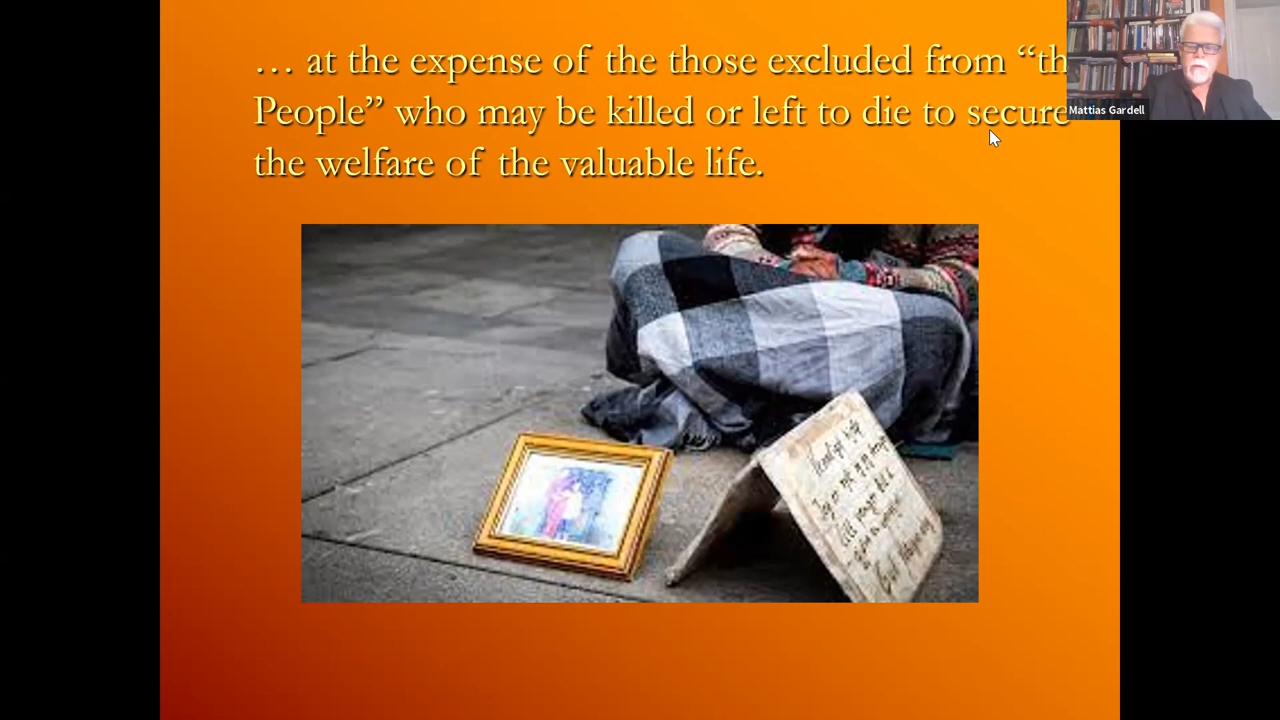 … at the expense of the those excluded from “th
People” who may be killed or left to die to secure
the welfare of the valuable life.
Mattias Gardell